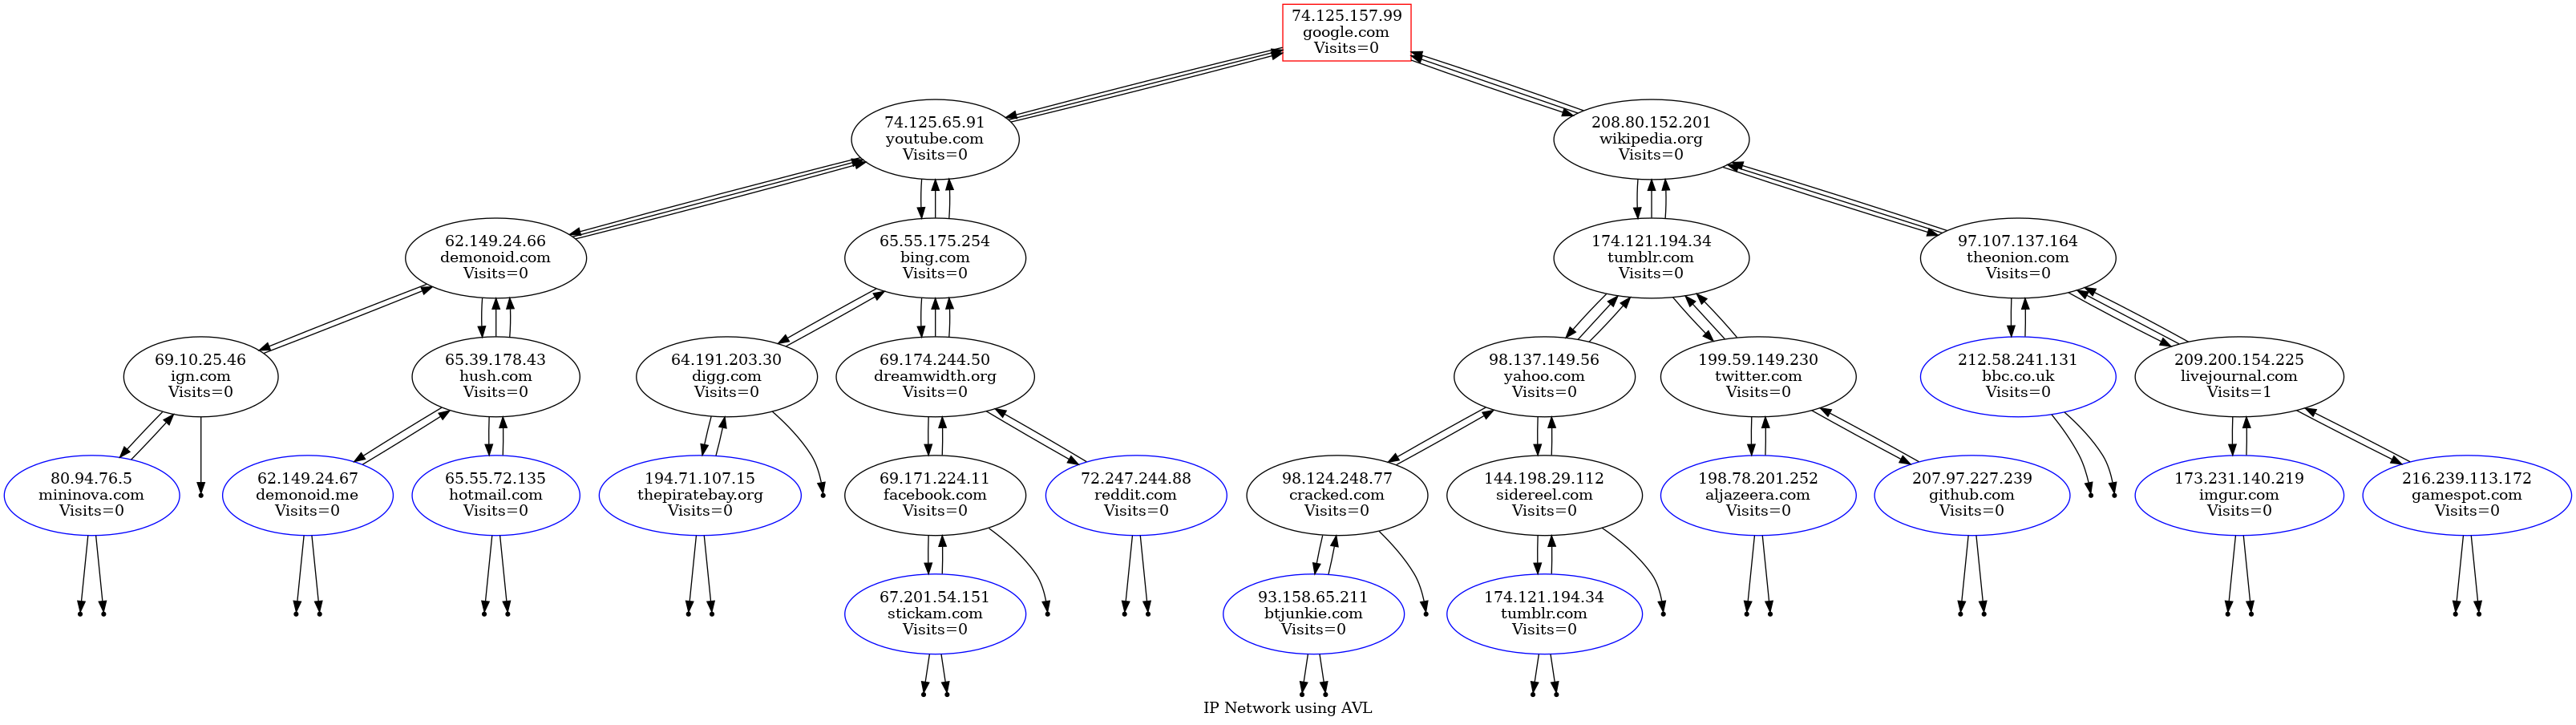 74.125.157.99
google.com
Visits=0
74.125.65.91
youtube.com
Visits=0
208.80.152.201
wikipedia.org
Visits=0
62.149.24.66
demonoid.com
Visits=0
65.55.175.254
bing.com
Visits=0
174.121.194.34
tumblr.com
Visits=0
97.107.137.164
theonion.com
Visits=0
69.10.25.46
ign.com
Visits=0
65.39.178.43
hush.com
Visits=0
64.191.203.30
digg.com
Visits=0
69.174.244.50
dreamwidth.org
Visits=0
98.137.149.56
yahoo.com
Visits=0
199.59.149.230
twitter.com
Visits=0
212.58.241.131
bbc.co.uk
Visits=0
209.200.154.225
livejournal.com
Visits=1
80.94.76.5
mininova.com
Visits=0
62.149.24.67
demonoid.me
Visits=0
65.55.72.135
hotmail.com
Visits=0
194.71.107.15
thepiratebay.org
Visits=0
69.171.224.11
facebook.com
Visits=0
72.247.244.88
reddit.com
Visits=0
98.124.248.77
cracked.com
Visits=0
144.198.29.112
sidereel.com
Visits=0
198.78.201.252
aljazeera.com
Visits=0
207.97.227.239
github.com
Visits=0
173.231.140.219
imgur.com
Visits=0
216.239.113.172
gamespot.com
Visits=0
67.201.54.151
stickam.com
Visits=0
93.158.65.211
btjunkie.com
Visits=0
174.121.194.34
tumblr.com
Visits=0
IP Network using AVL